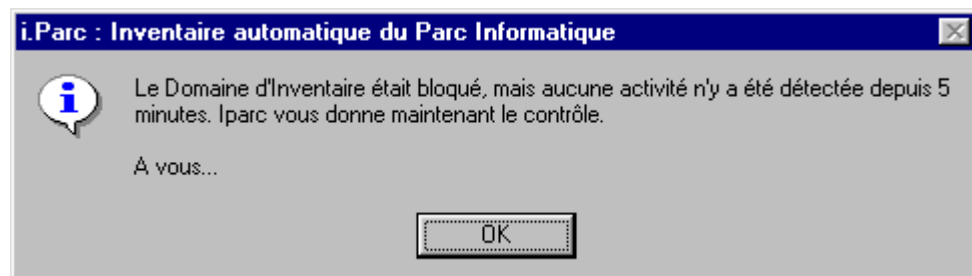 i.Parc : Inventaire automatique du Parc Informatique
Le Domaine d'Inventaire était bloqué, mais aucune activité n'y a été détectée depuis 5
minutes. Iparc vous donne maintenant le contrôle.
A vous...
OK